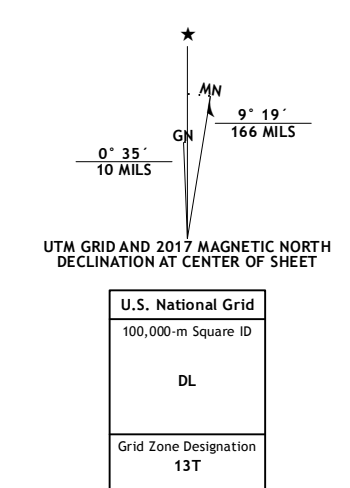 ★
MN
9° 19´
166 MILS
GN
0° 35´
10 MILS
UTM GRID AND 2017 MAGNETIC NORTH
DECLINATION AT CENTER OF SHEET
U.S. National Grid
100,000-m Square ID
DL
Grid Zone Designation
13T